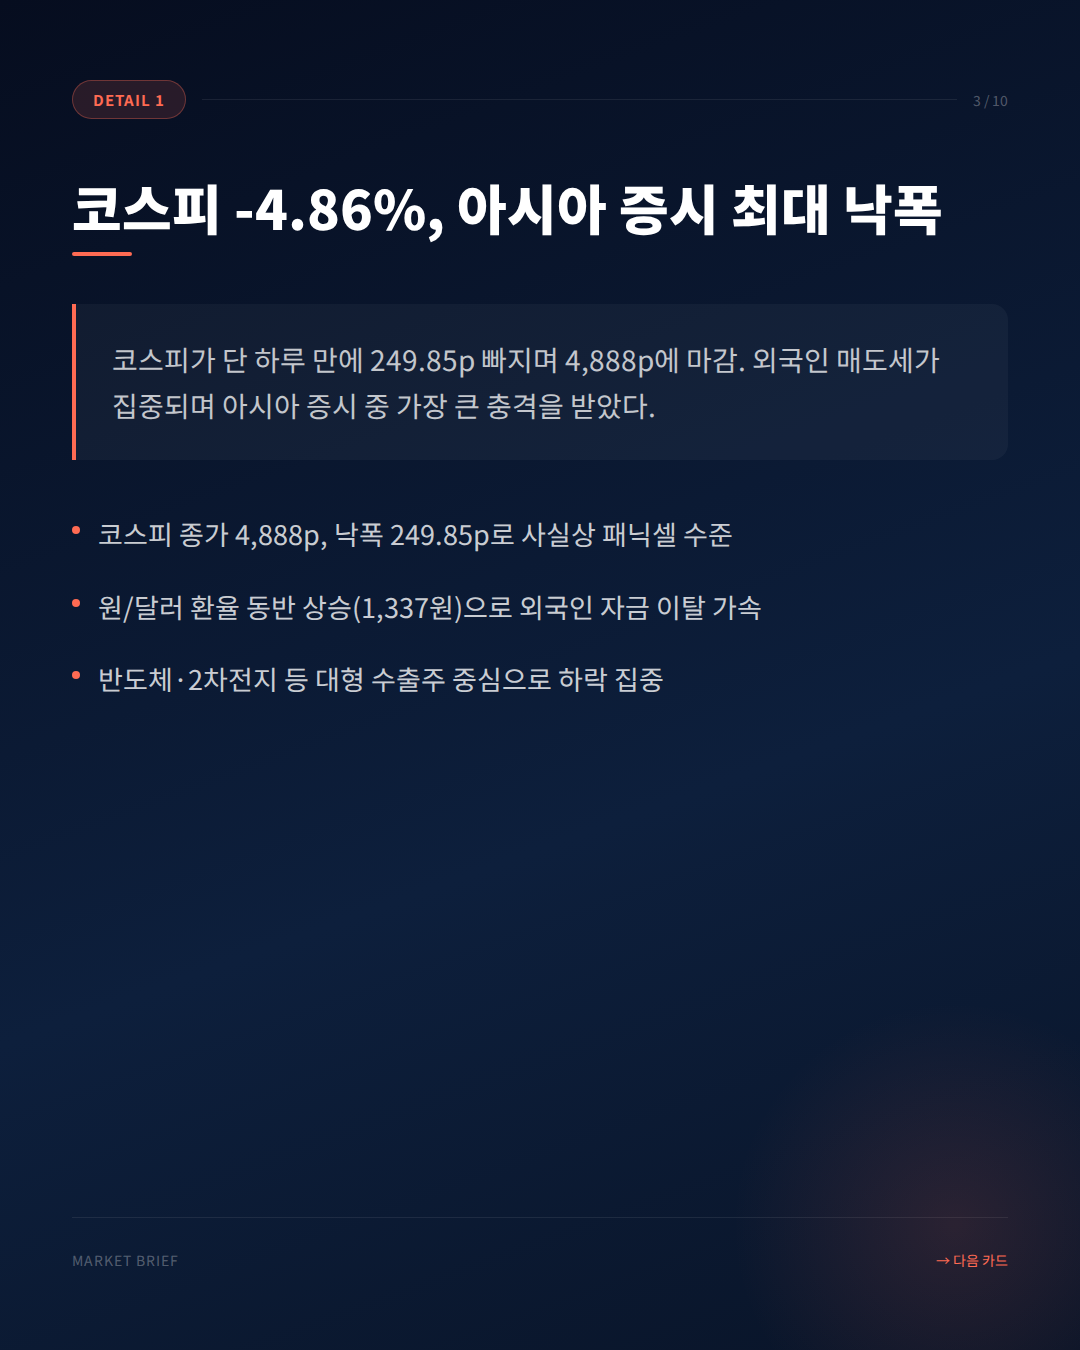 DETAIL 1
3 / 10
코스피 -4.86%, 아시아 증시 최대 낙폭
코스피가 단 하루 만에 249.85p 빠지며 4,888p에 마감. 외국인 매도세가
집중되며 아시아 증시 중 가장 큰 충격을 받았다.
• 코스피 종가 4,888p, 낙폭 249.85p로 사실상 패닉셀 수준
• 원/달러 환율 동반 상승(1,337원)으로 외국인 자금 이탈 가속
• 반도체·2차전지 등 대형 수출주 중심으로 하락 집중
MARKET BRIEF
→ 다음 카드